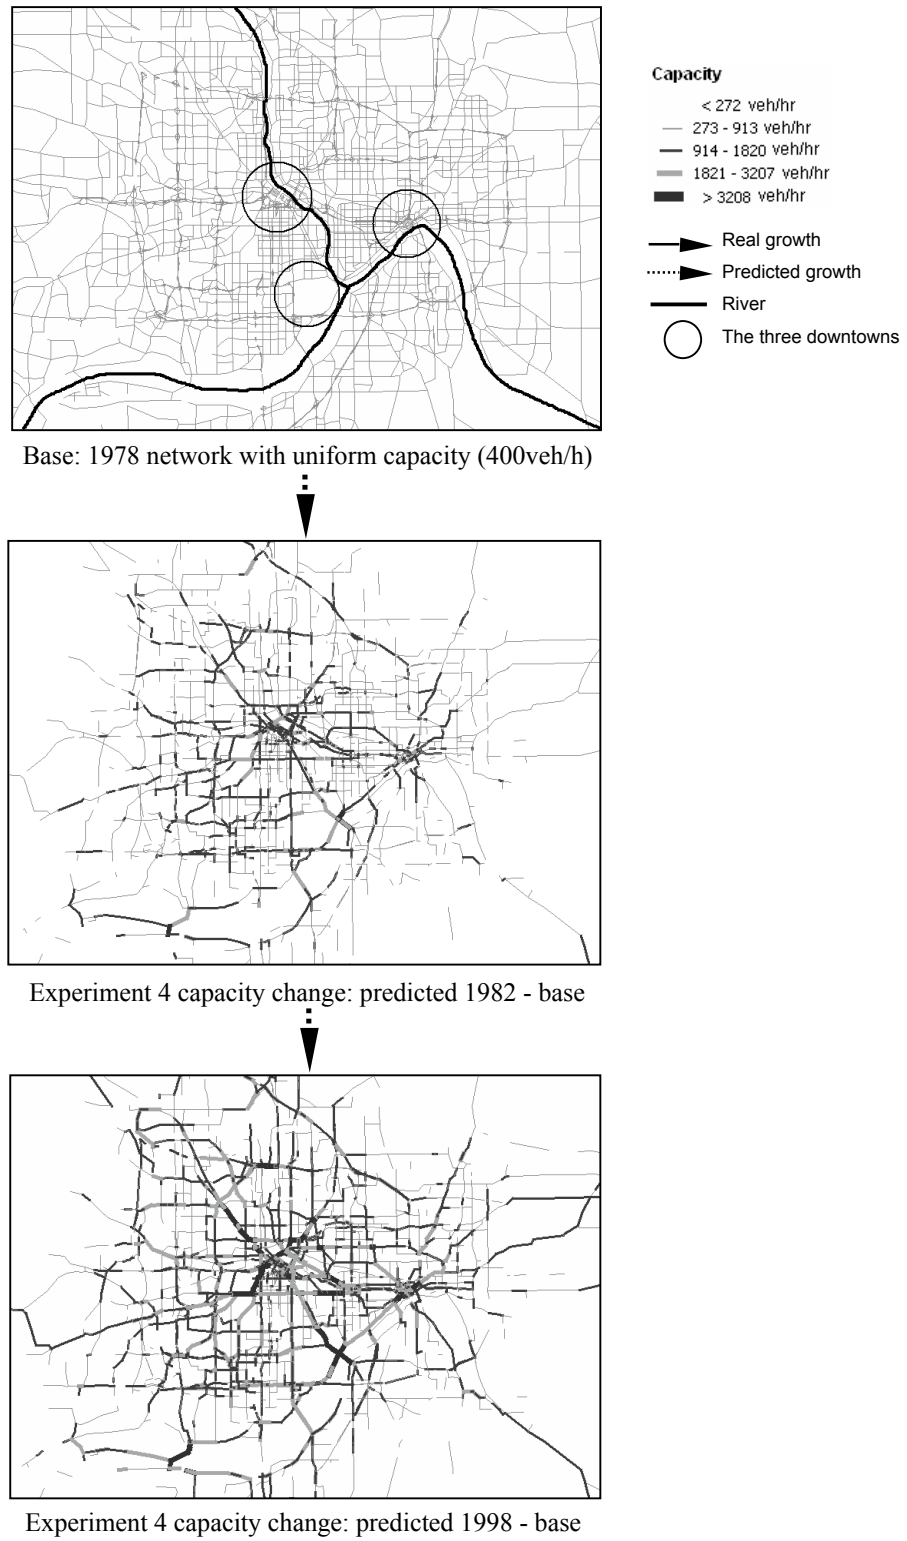 Capacity
< 272 veh/hr
273 - 913 veh/hr
914 - 1820 veh/hr
1821 - 3207 veh/hr
> 3208 veh/hr
Real growth
Predicted growth
River
The three downtowns
Base: 1978 network with uniform capacity (400veh/h)
Experiment 4 capacity change: predicted 1982 - base
Experiment 4 capacity change: predicted 1998 - base